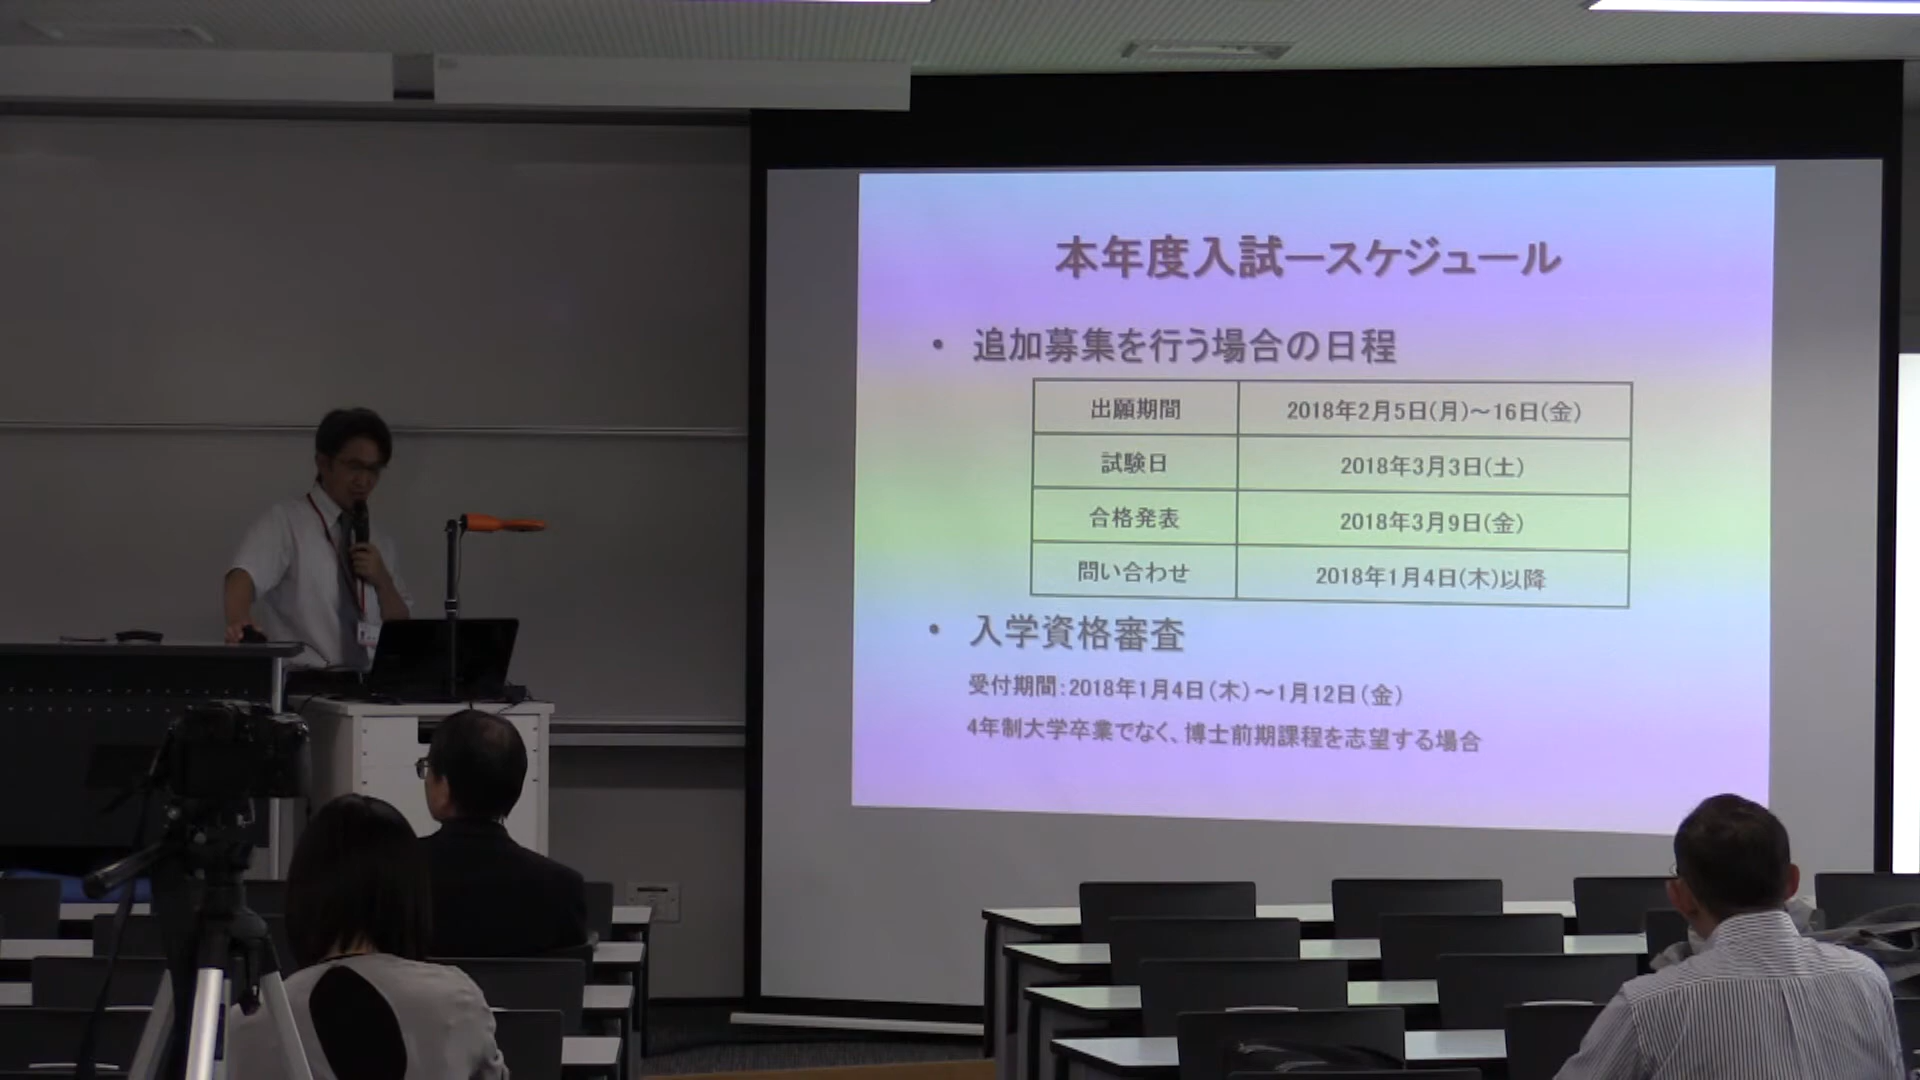 本年度入試ースケジュール
• 追加募集を行う場合の日程
出願期間 2018年2月5日(月)～16日(金)
試験日 2018年3月3日(土)
合格発表 2018年3月9日(金)
問い合わせ 2018年1月4日(木)以降
• 入学資格審査
受付期間：2018年1月4日（木）～1月12日（金）
4年制大学卒業でなく、博士前期課程を志望する場合